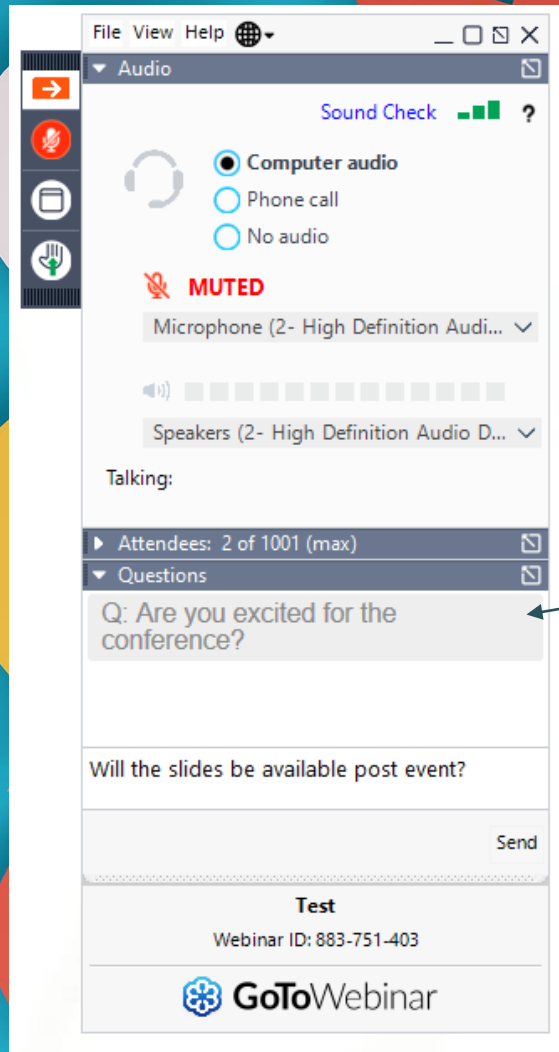 File View Help
Audio
Sound Check ?
Computer audio
Phone call
No audio
MUTED
Microphone (2- High Definition Audi...
Speakers (2- High Definition Audio D...
Talking:
Attendees: 2 of 1001 (max)
Questions
Q: Are you excited for the
conference?
Will the slides be available post event?
Send
Test
Webinar ID: 883-751-403
GoToWebinar